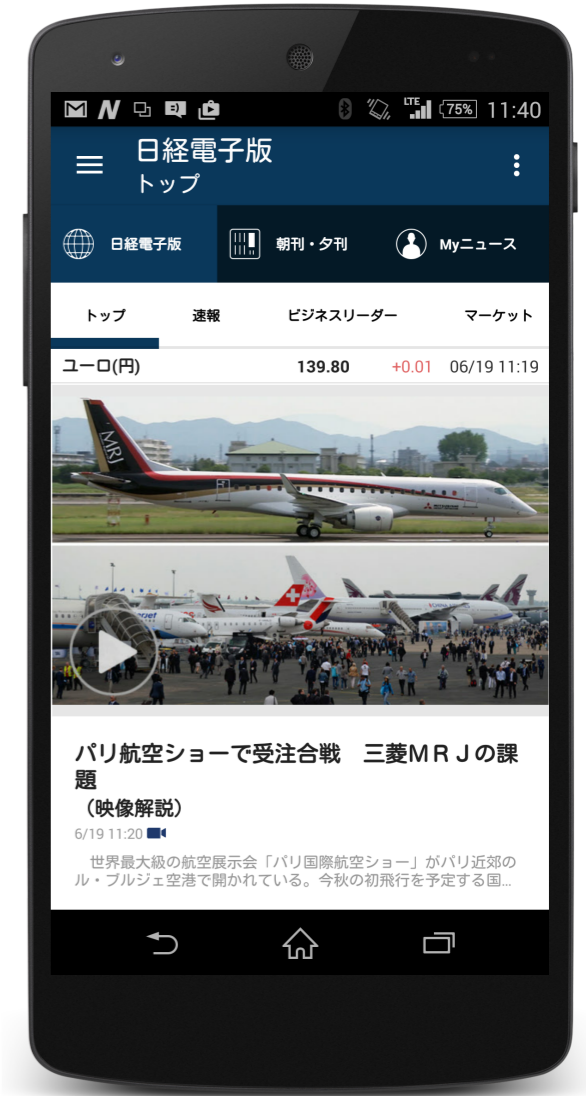 LTE 75% 11:40
日経電子版
トップ
日経電子版 朝刊・夕刊 Myニュース
トップ 速報 ビジネスリーダー マーケット
ユーロ(円) 139.80 +0.01 06/19 11:19
MRJ
パリ航空ショーで受注合戦　三菱ＭＲＪの課
題
（映像解説）
6/19 11:20
世界最大級の航空展示会「パリ国際航空ショー」がパリ近郊の
ル・ブルジェ空港で開かれている。今秋の初飛行を予定する国...